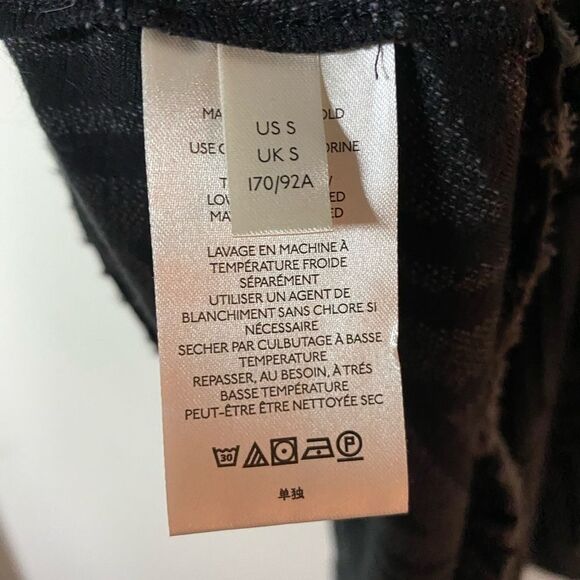 US S
UK S
170/92A
LAVAGE EN MACHINE À
TEMPÉRATURE FROIDE
SÉPARÉMENT
UTILISER UN AGENT DE
BLANCHIMENT SANS CHLORE SI
NÉCESSAIRE
SECHER PAR CULBUTAGE À BASSE
TEMPERATURE
REPASSER, AU BESOIN, À TRÉS
BASSE TEMPÉRATURE
PEUT-ÊTRE ÊTRE NETTOYÉE SEC
30
P
单独